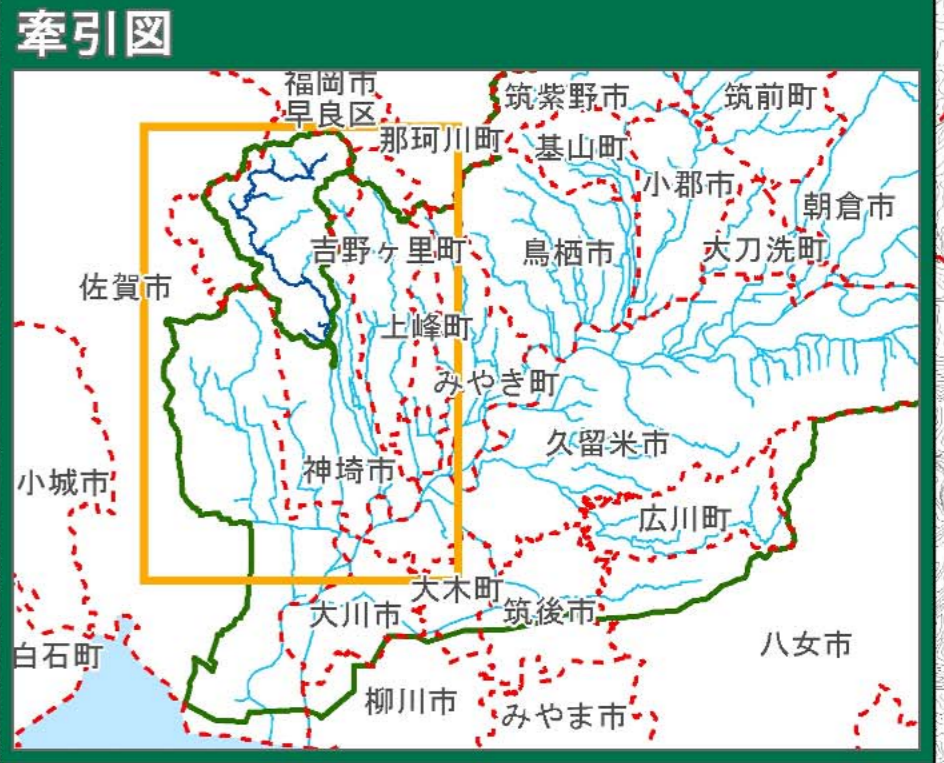 牽引図
福岡市
早良区
筑紫野市
筑前町
那珂川町
基山町
小郡市
朝倉市
吉野ヶ里町
鳥栖市
大刀洗町
佐賀市
上峰町
みやき町
久留米市
神埼市
小城市
広川町
大木町
大川市
筑後市
八女市
白石町
柳川市
みやま市